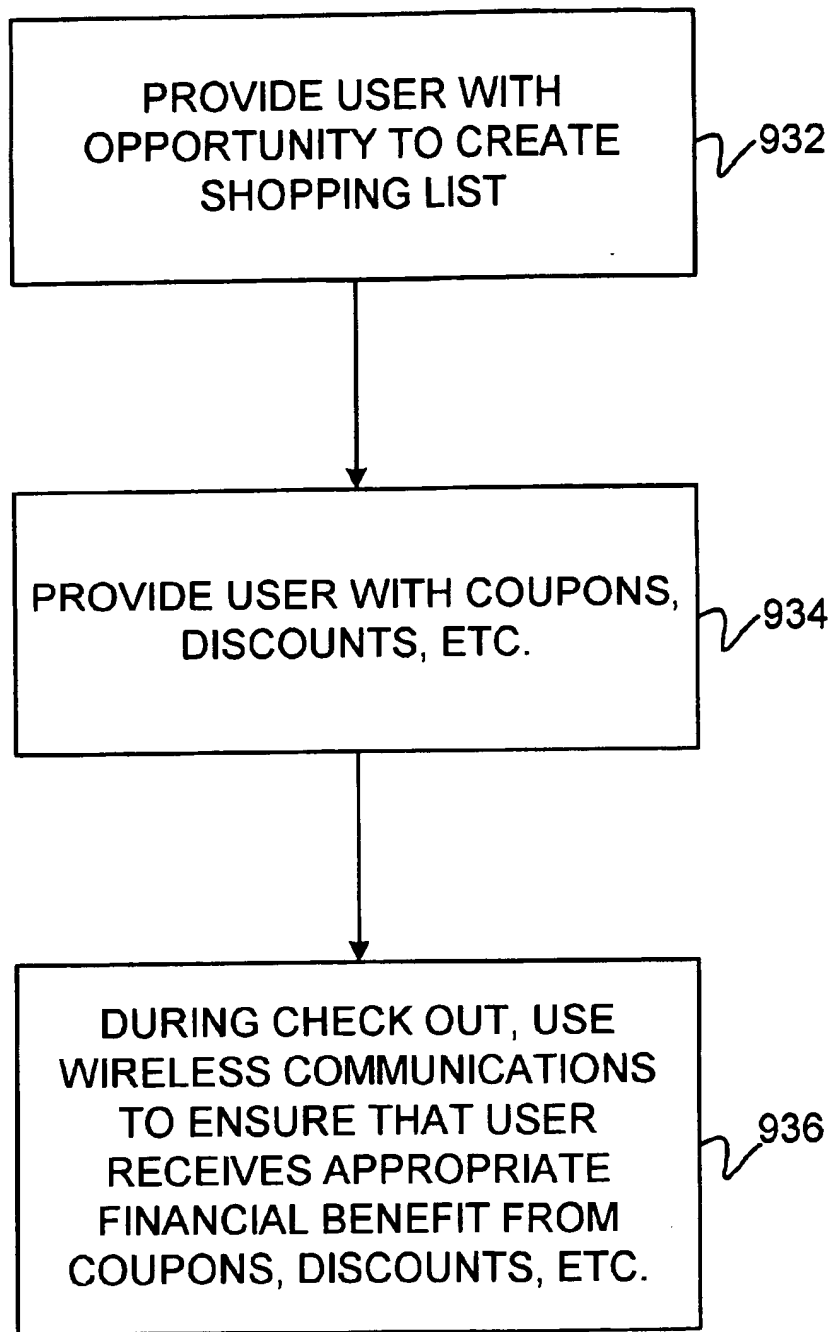 PROVIDE USER WITH
OPPORTUNITY TO CREATE
SHOPPING LIST
932
PROVIDE USER WITH COUPONS,
DISCOUNTS, ETC.
934
DURING CHECK OUT, USE
WIRELESS COMMUNICATIONS
TO ENSURE THAT USER
RECEIVES APPROPRIATE
FINANCIAL BENEFIT FROM
COUPONS, DISCOUNTS, ETC.
936